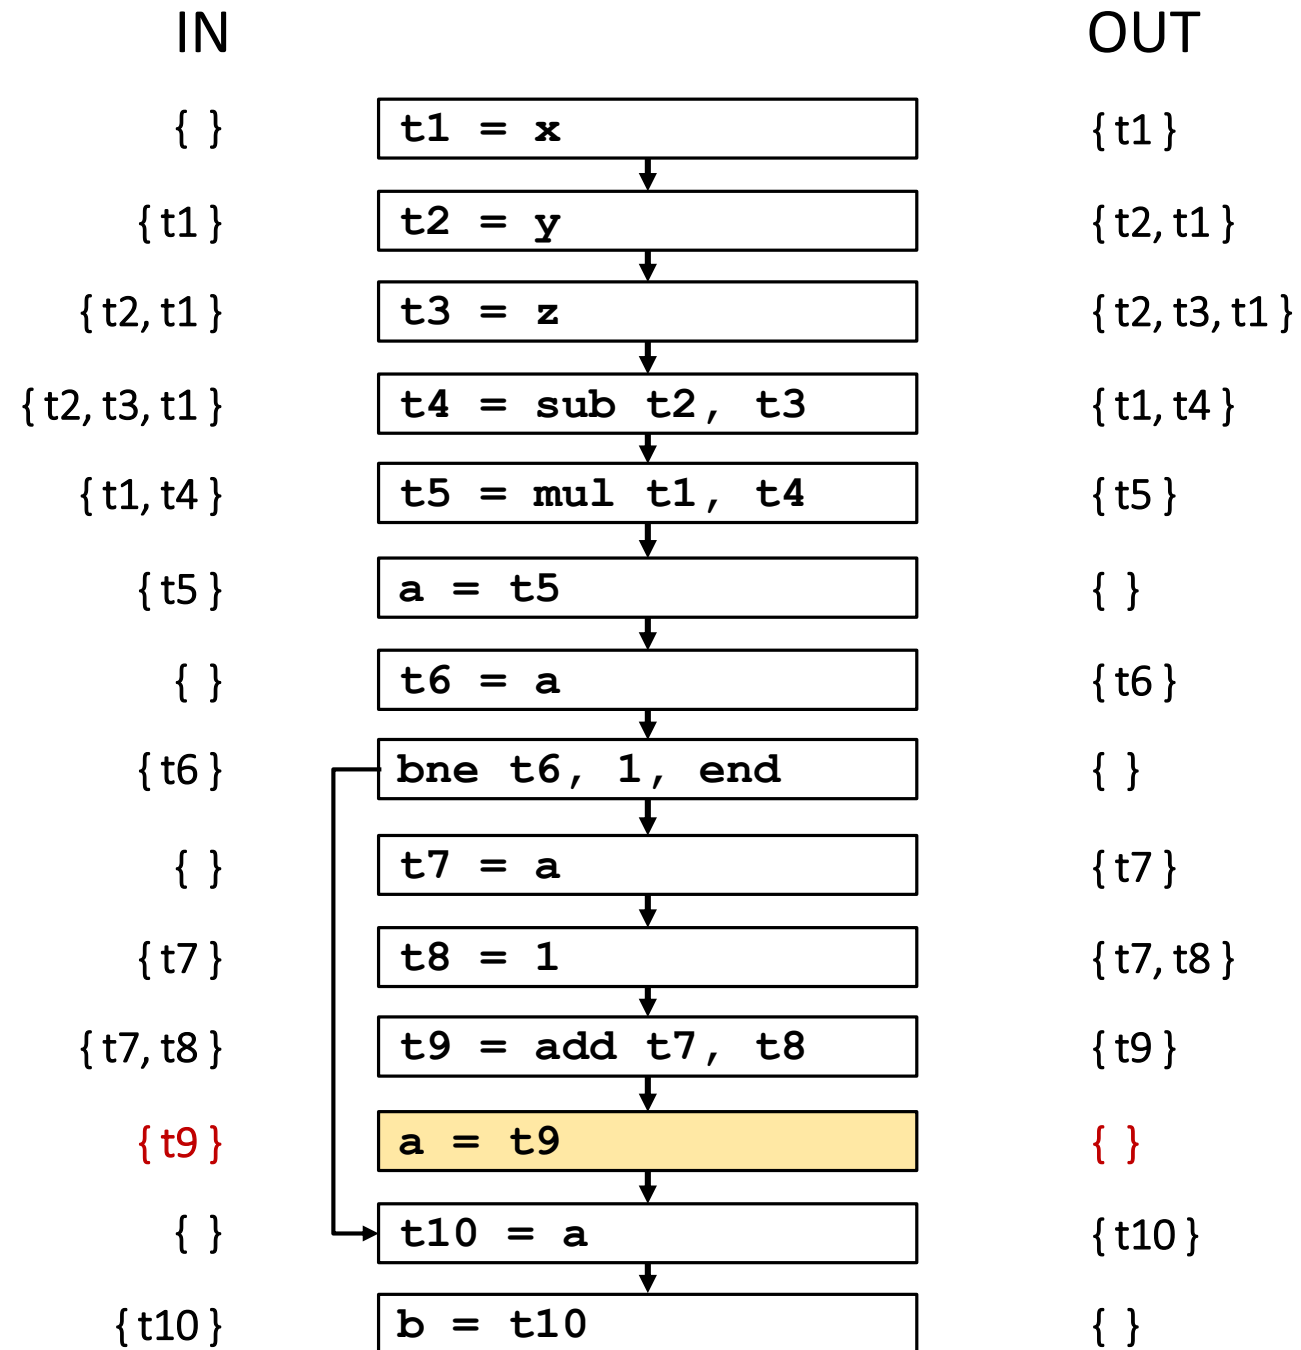 IN OUT
{ } t1 = x { t1 }
{ t1 } t2 = y { t2, t1 }
{ t2, t1 } t3 = z { t2, t3, t1 }
{ t2, t3, t1 } t4 = sub t2, t3 { t1, t4 }
{ t1, t4 } t5 = mul t1, t4 { t5 }
{ t5 } a = t5 { }
{ } t6 = a { t6 }
{ t6 } bne t6, 1, end { }
{ } t7 = a { t7 }
{ t7 } t8 = 1 { t7, t8 }
{ t7, t8 } t9 = add t7, t8 { t9 }
{ t9 } a = t9 { }
{ } t10 = a { t10 }
{ t10 } b = t10 { }